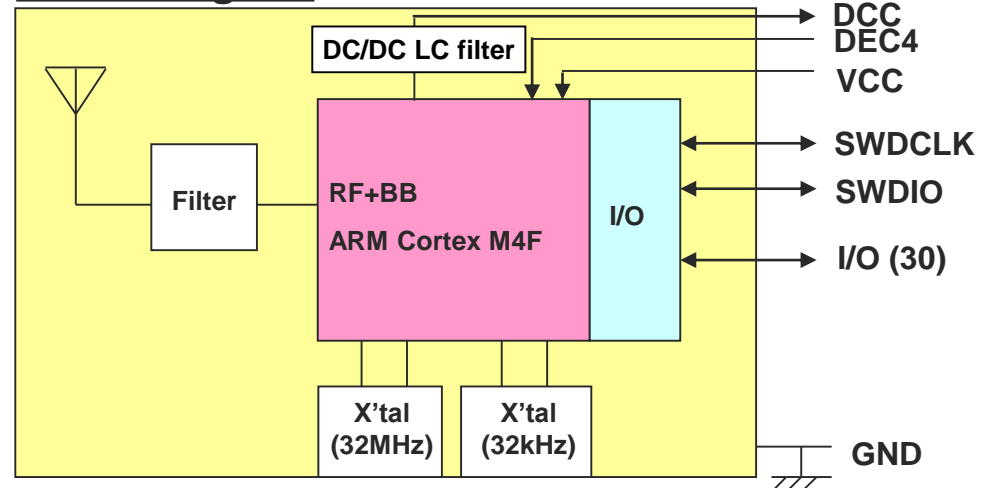 DCC
DC/DC LC filter
DEC4
VCC
SWDCLK
Filter
RF+BB
SWDIO
I/O
ARM Cortex M4F
I/O (30)
X'tal
(32MHz)
X'tal
(32kHz)
GND